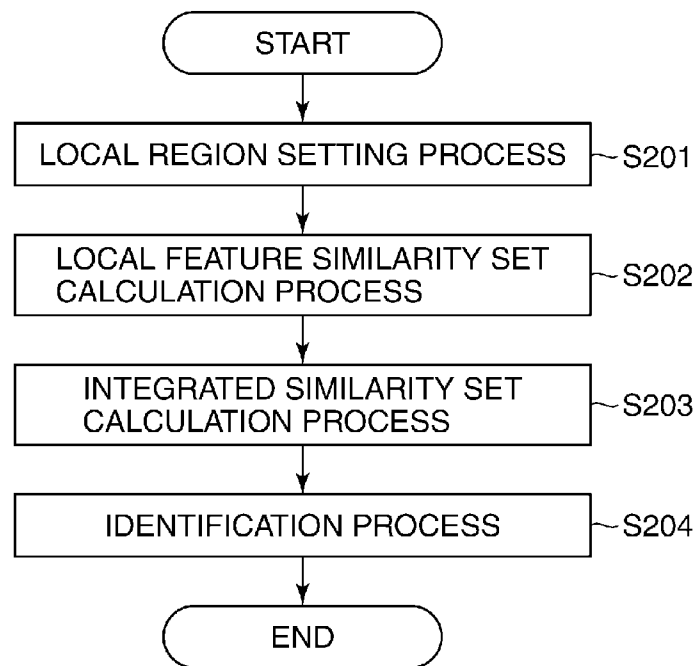 START
LOCAL REGION SETTING PROCESS
S201
LOCAL FEATURE SIMILARITY SET
CALCULATION PROCESS
S202
INTEGRATED SIMILARITY SET
CALCULATION PROCESS
S203
IDENTIFICATION PROCESS
S204
END